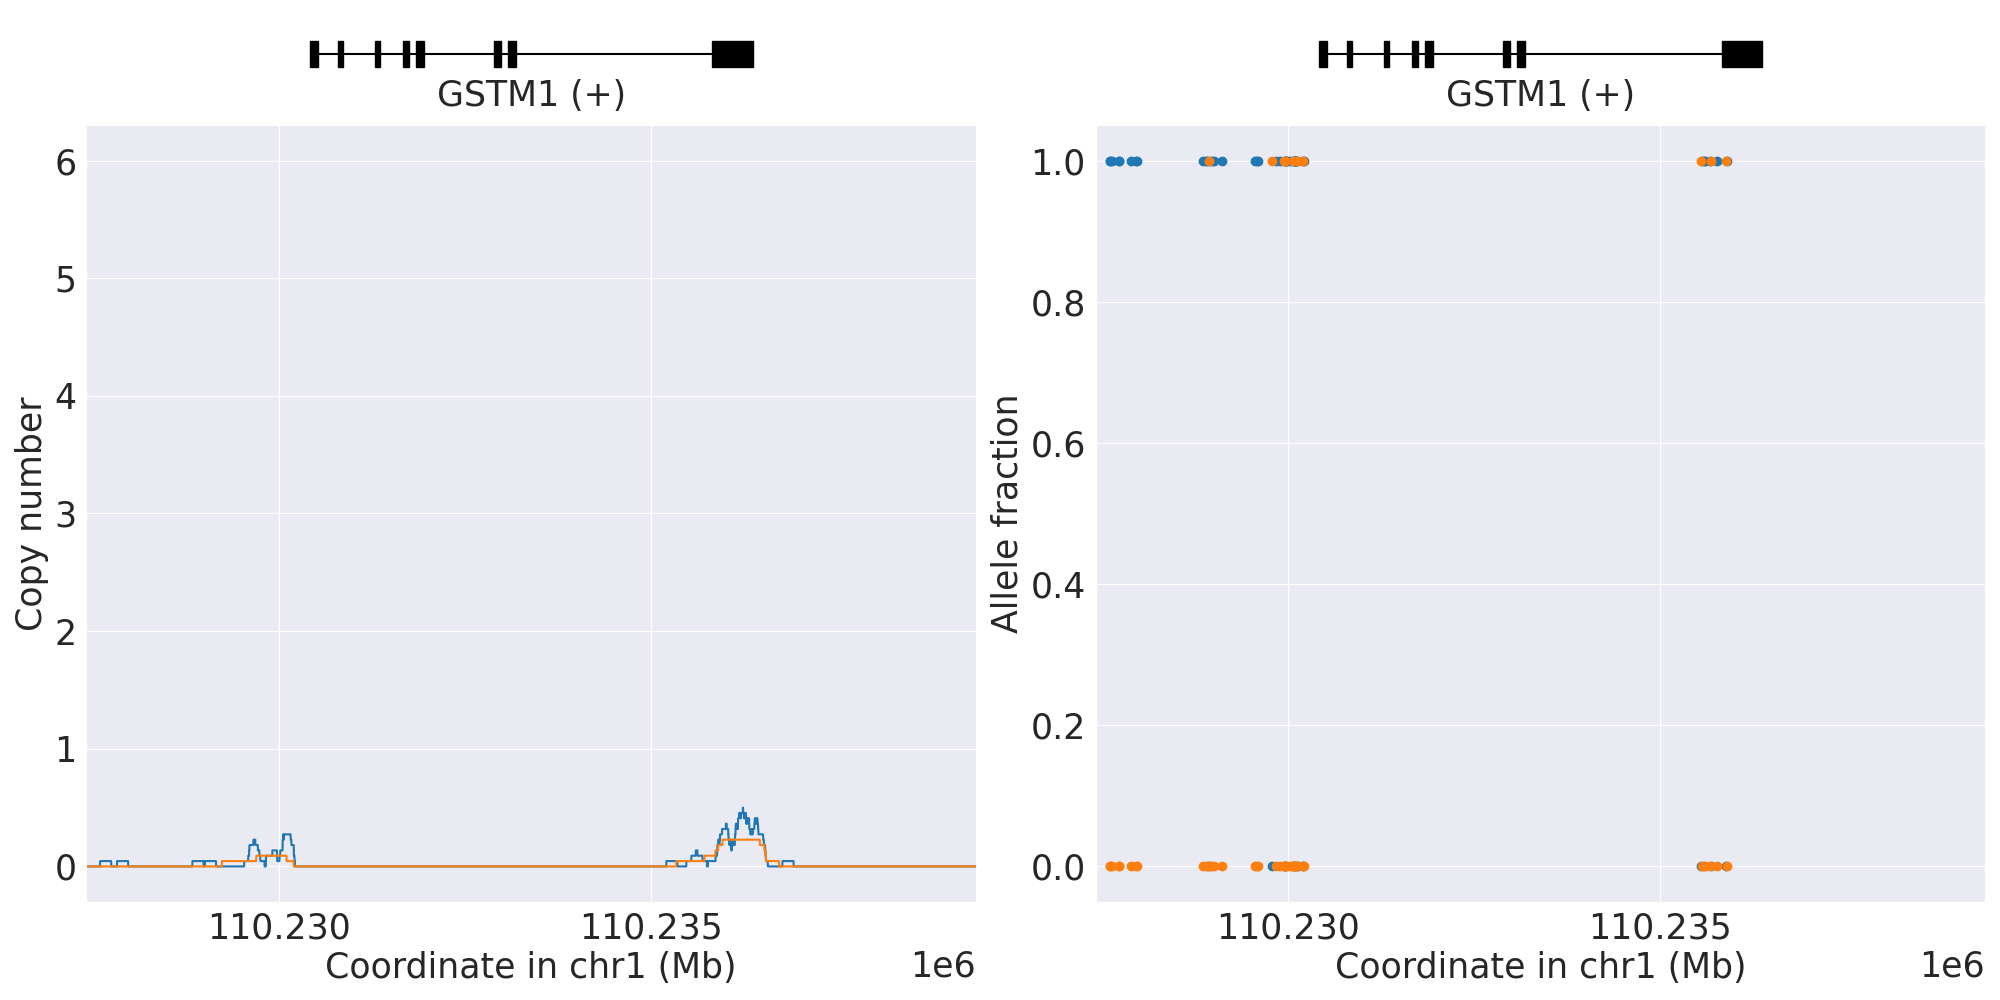 GSTM1 (+)
6
5
4
3
2
1
0
Copy number
110.230
110.235
Coordinate in chr1 (Mb)
1e6
GSTM1 (+)
1.0
0.8
0.6
0.4
0.2
0.0
Allele fraction
110.230
110.235
Coordinate in chr1 (Mb)
1e6